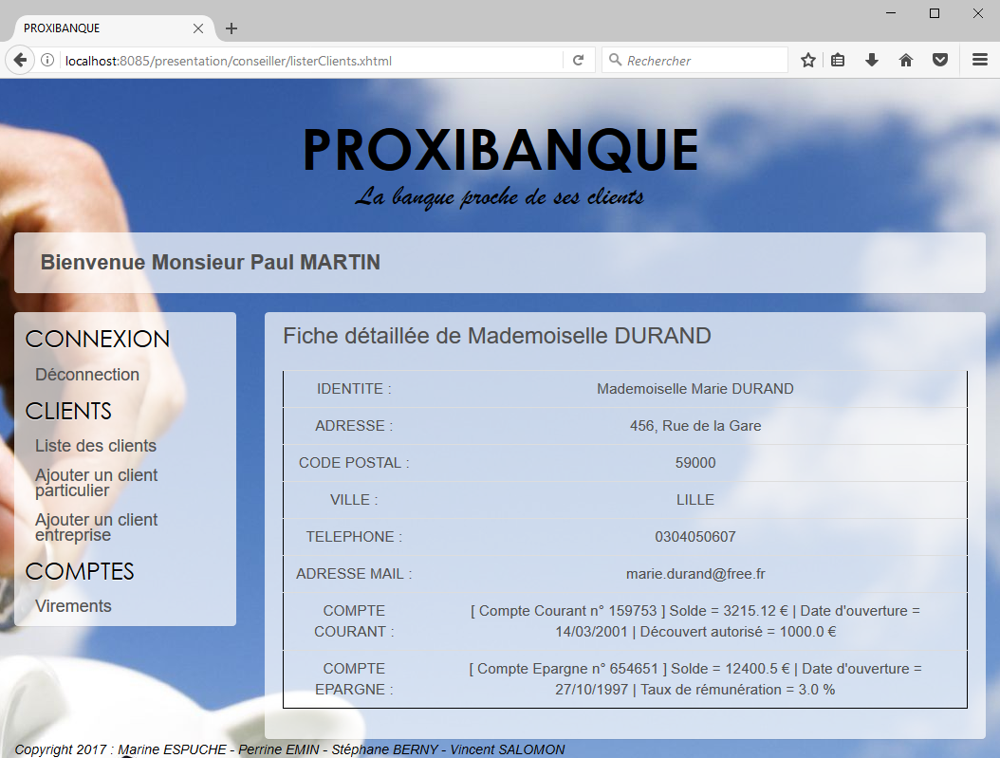 PROXIBANQUE
localhost:8085/presentation/conseiller/listerClients.xhtml
Rechercher
PROXIBANQUE
La banque proche de ses clients
Bienvenue Monsieur Paul MARTIN
CONNEXION
Déconnection
CLIENTS
Liste des clients
Ajouter un client
particulier
Ajouter un client
entreprise
COMPTES
Virements
Fiche détaillée de Mademoiselle DURAND
IDENTITE : Mademoiselle Marie DURAND
ADRESSE : 456, Rue de la Gare
CODE POSTAL : 59000
VILLE : LILLE
TELEPHONE : 0304050607
ADRESSE MAIL : marie.durand@free.fr
COMPTE [ Compte Courant n° 159753 ] Solde = 3215.12 € | Date d'ouverture =
COURANT : 14/03/2001 | Découvert autorisé = 1000.0 €
COMPTE [ Compte Epargne n° 654651 ] Solde = 12400.5 € | Date d'ouverture =
EPARGNE : 27/10/1997 | Taux de rémunération = 3.0 %
Copyright 2017 : Marine ESPUCHE - Perrine EMIN - Stéphane BERNY - Vincent SALOMON